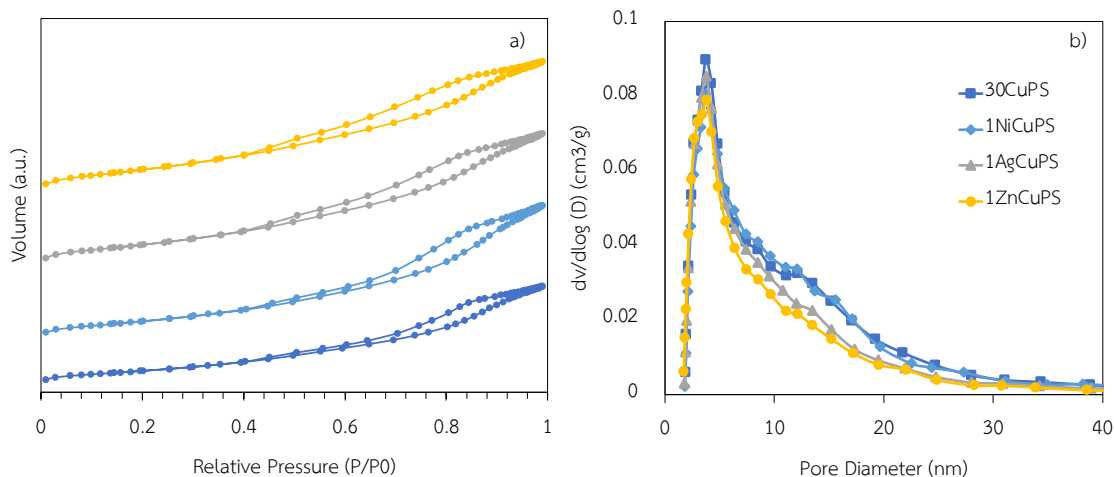 a)
Volume (a.u.)
0
0.2
0.4
0.6
0.8
1
Relative Pressure (P/P0)
b)
dv/dlog (D) (cm3/g)
0.1
0.08
0.06
0.04
0.02
0
0
10
20
30
40
Pore Diameter (nm)
30CuPS
1NiCuPS
1AgCuPS
1ZnCuPS